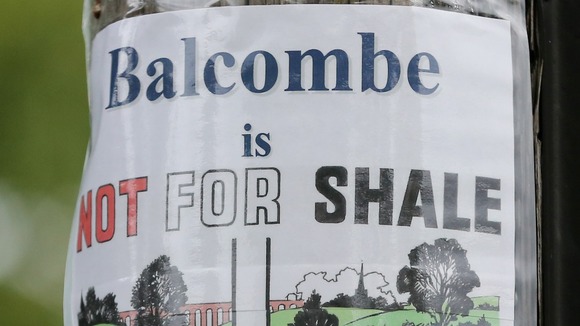 Balcombe
is
NOT FOR SHALE